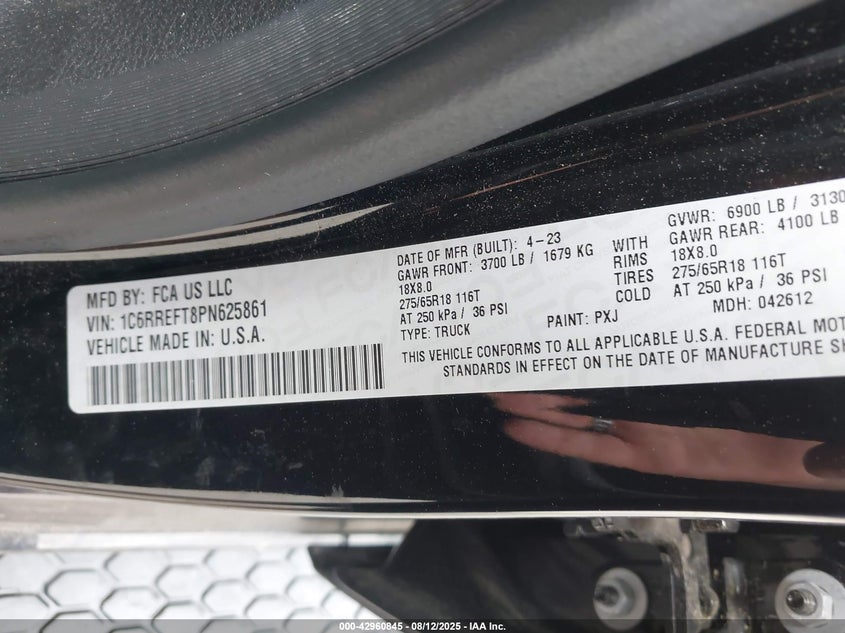 MFD BY: FCA US LLC
VIN: 1C6RREFT8PN625861
VEHICLE MADE IN: U.S.A.
DATE OF MFR (BUILT): 4-23
GAWR FRONT: 3700 LB / 1679 KG
18X8.0
275/65R18 116T
AT 250 kPa / 36 PSI
TYPE: TRUCK
WITH
RIMS
TIRES
COLD
GVWR: 6900 LB / 3130
GAWR REAR: 4100 LB
18X8.0
275/65R18 116T
AT 250 kPa / 36 PSI
PAINT: PXJ
MDH: 042612
THIS VEHICLE CONFORMS TO ALL APPLICABLE U.S.A. FEDERAL MOT
STANDARDS IN EFFECT ON THE DATE OF MANUFACTURE SH
000-42960845 - 08/12/2025 - IAA Inc.